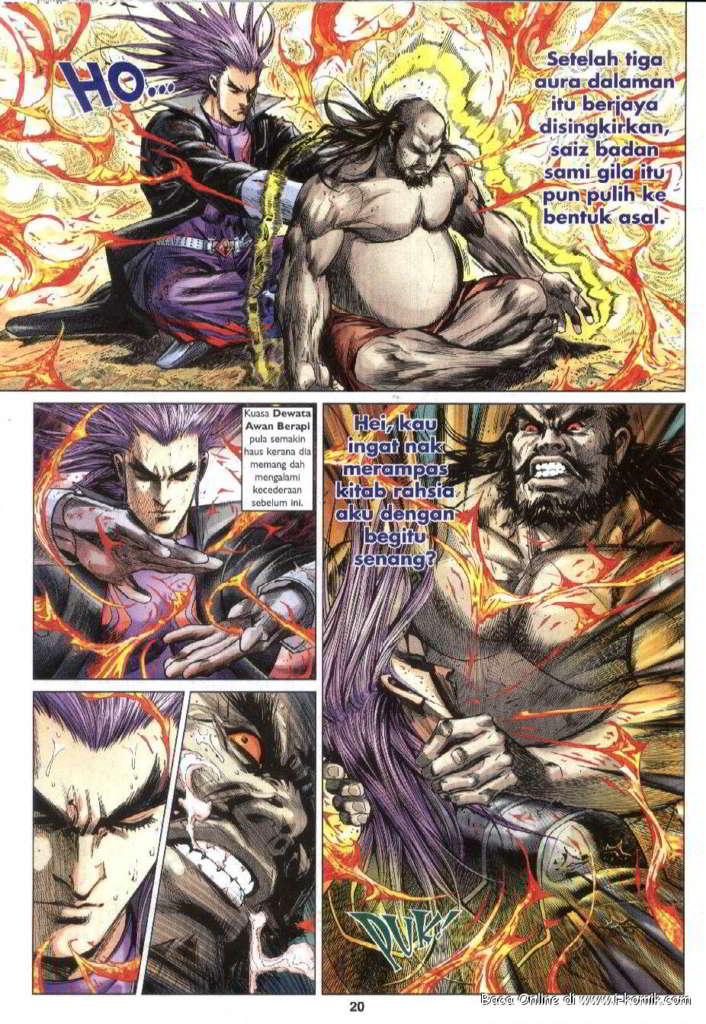 HO...
Setelah tiga
aura dalaman
itu berjaya
disingkirkan,
saiz badan
sami gila itu
pun pulih ke
bentuk asal.
Kuasa Dewata
Awan Berapi
pula semakin
haus kerana dia
memang dah
mengalami
kecederaan
sebelum ini.
Hei, kau
ingat nak
merampas
kitab rahsia
aku dengan
begitu
senang?
PUK!!
20
Baca Online di www.i-komik.com